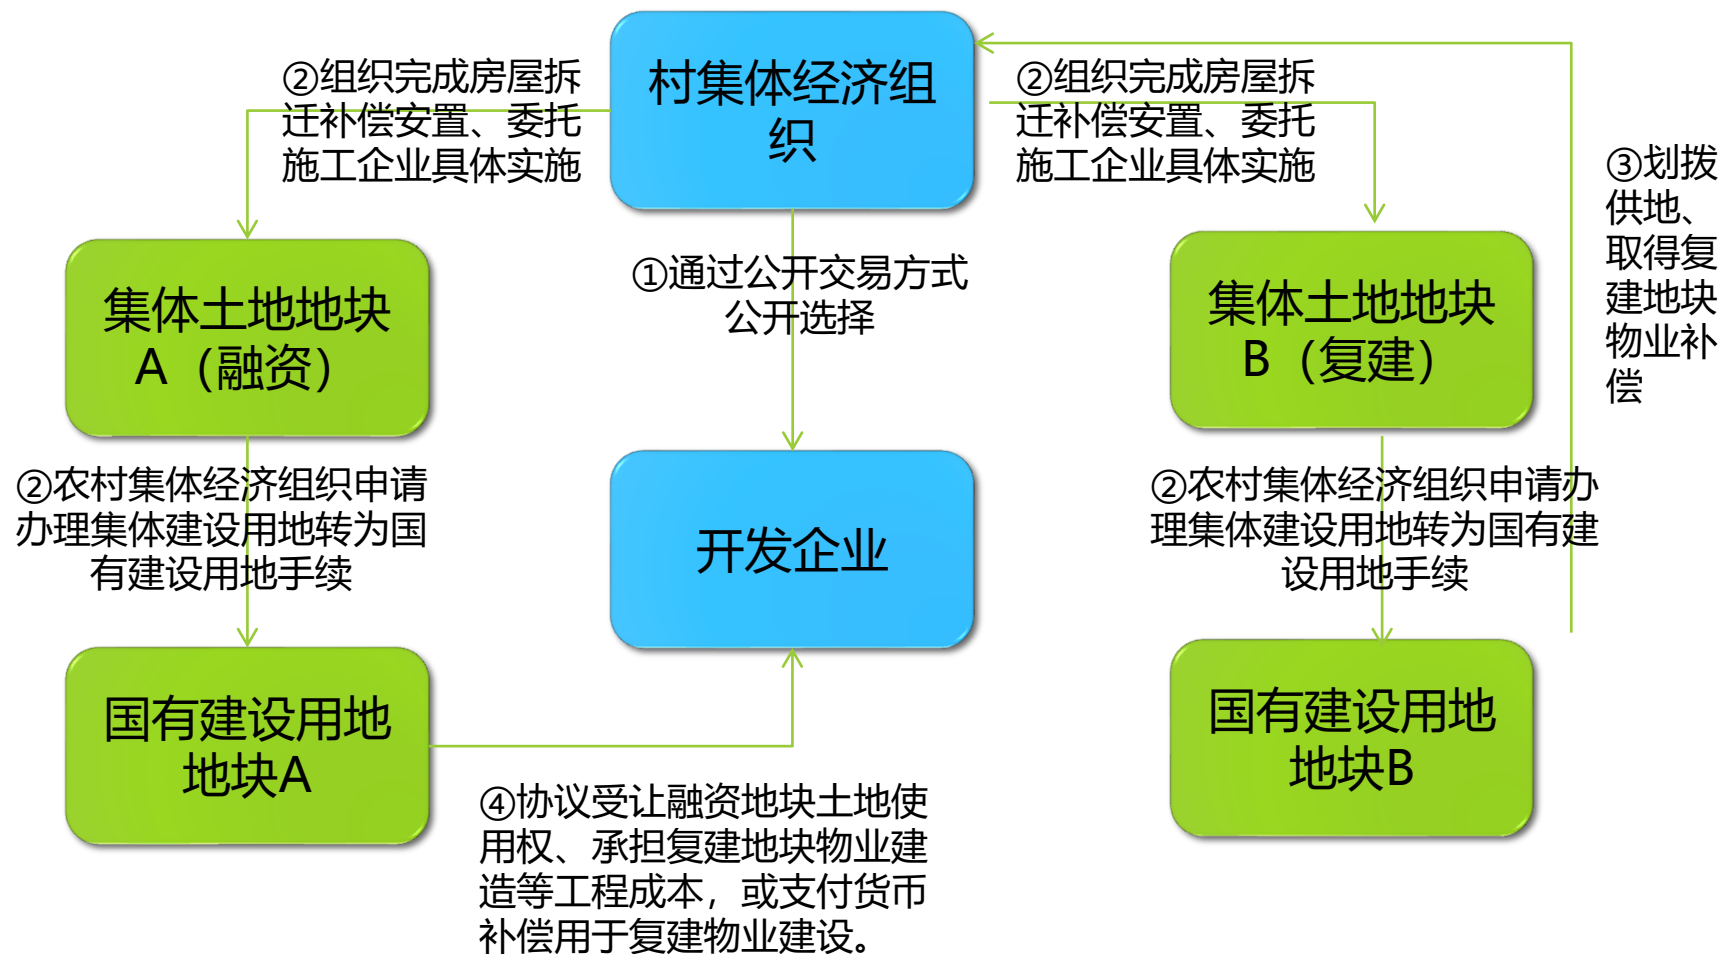 ②组织完成房屋拆
迁补偿安置、委托
施工企业具体实施
村集体经济组
织
②组织完成房屋拆
迁补偿安置、委托
施工企业具体实施
③划拨
供地、
取得复
建地块
物业补
偿
集体土地地块
A（融资）
①通过公开交易方式
公开选择
集体土地地块
B（复建）
②农村集体经济组织申请
办理集体建设用地转为国
有建设用地手续
开发企业
②农村集体经济组织申请办
理集体建设用地转为国有建
设用地手续
国有建设用地
地块A
国有建设用地
地块B
④协议受让融资地块土地使
用权、承担复建地块物业建
造等工程成本，或支付货币
补偿用于复建物业建设。